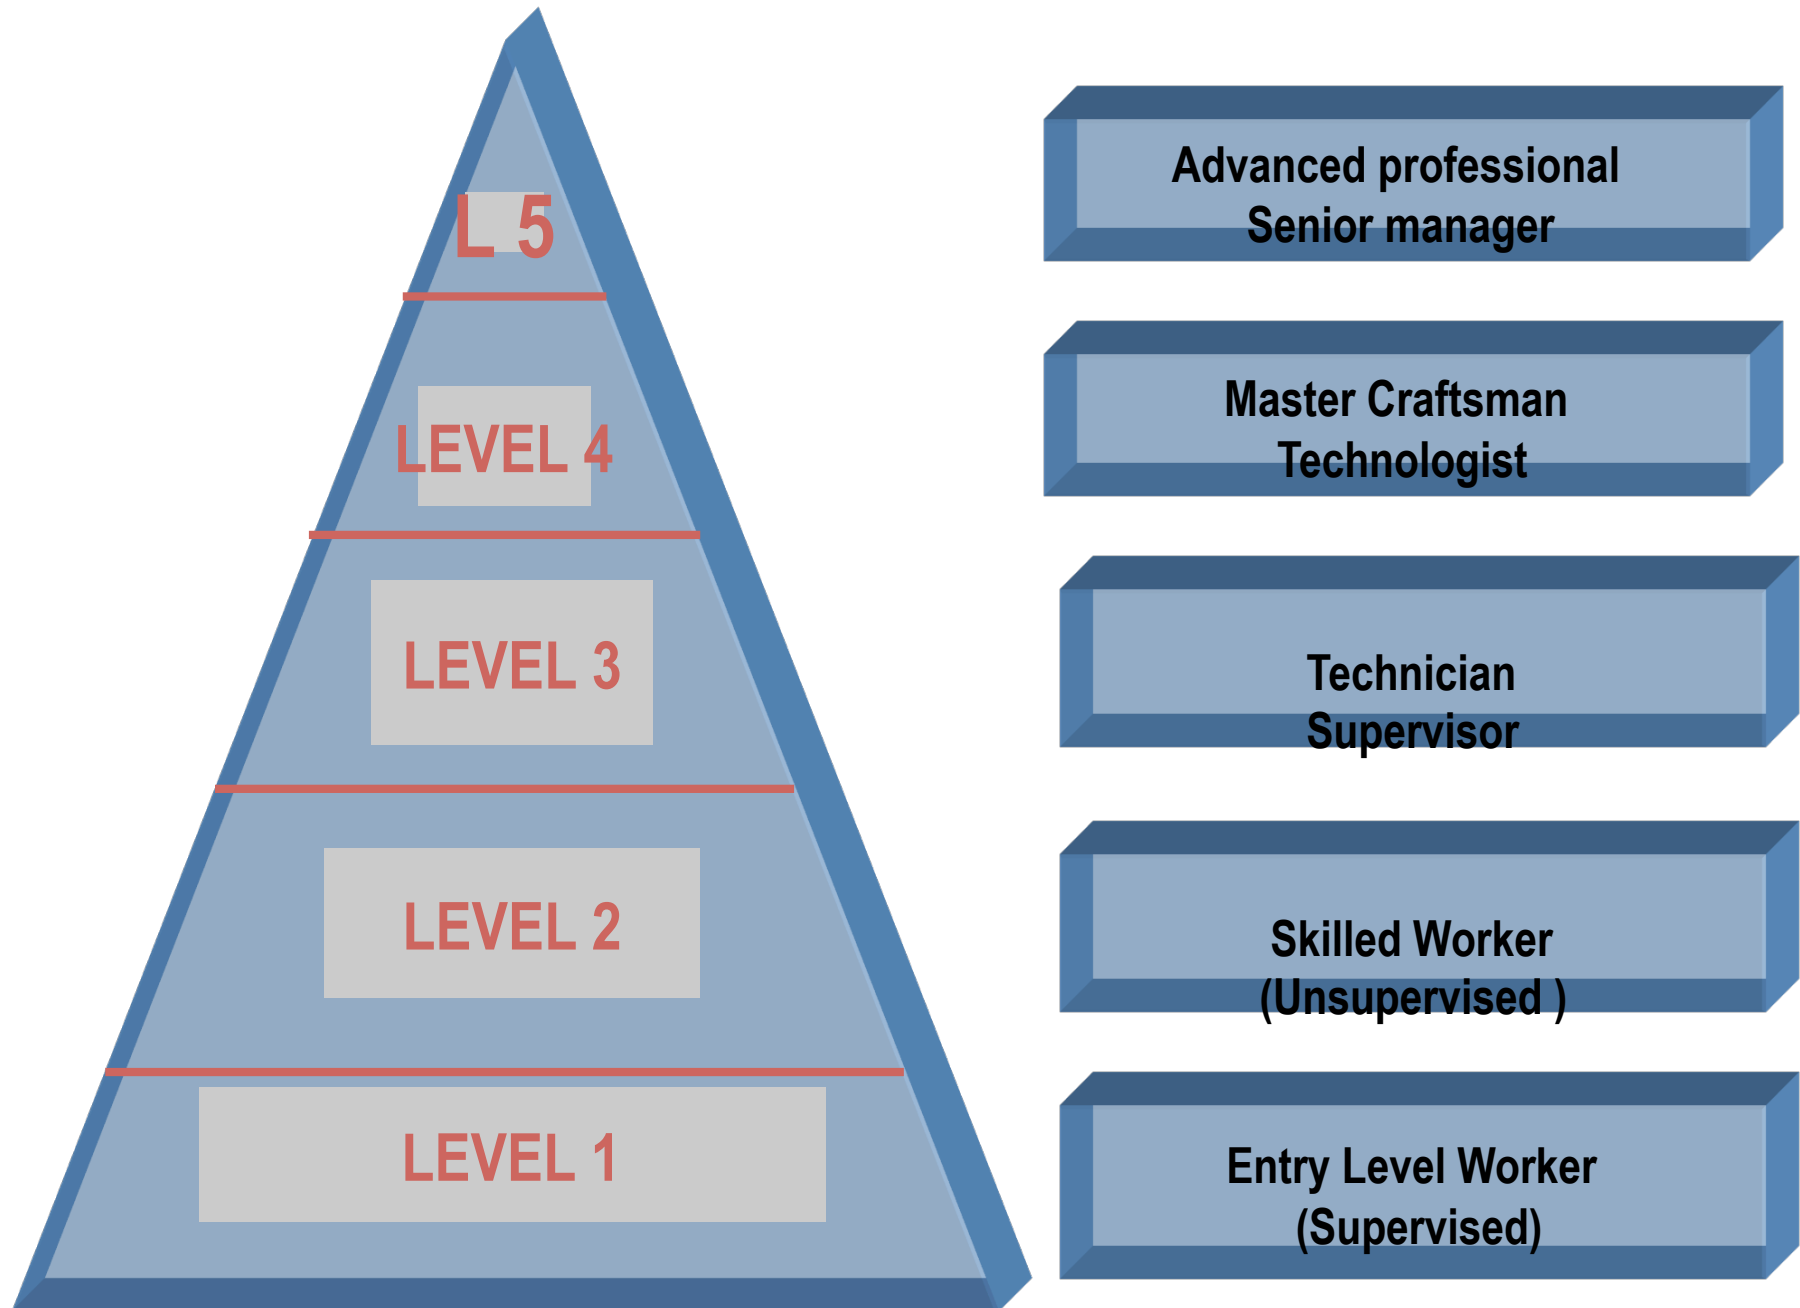 L 5
Advanced professional
Senior manager
LEVEL 4
Master Craftsman
Technologist
LEVEL 3
Technician
Supervisor
LEVEL 2
Skilled Worker
(Unsupervised )
LEVEL 1
Entry Level Worker
(Supervised)